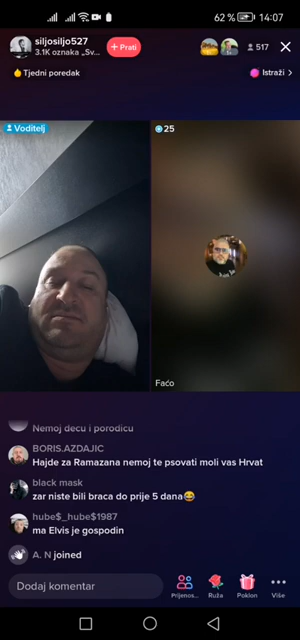 62 % 14:07
siljosiljo527
3.1K oznaka „Sv...
+ Prati
517
Tjedni poredak
Istraži >
Voditelj
25
Faćo
Nemoj decu i porodicu
BORIS.AZDAJIC
Hajde za Ramazana nemoj te psovati moli vas Hrvat
black mask
zar niste bili braca do prije 5 dana😂
hube$_hube$1987
ma Elvis je gospodin
A. N joined
Dodaj komentar
Prijenos...
Ruža
Poklon
Više